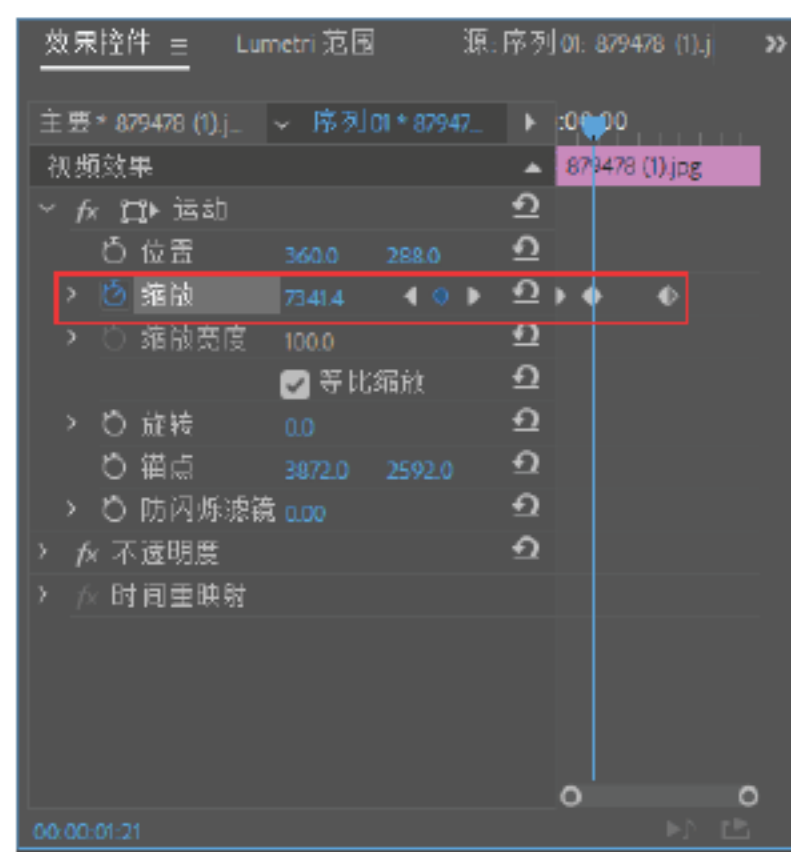 效果控件 Lumetri 范围 源: 序列 01: 879478 (1).j
主要 * 879478 (1).j... 序列 01 * 87947... :00:00
视频效果 879478 (1).jpg
fx 运动
位置 360.0 288.0
缩放 7341.4
缩放宽度 100.0
等比缩放
旋转 0.0
锚点 3872.0 2592.0
防闪烁滤镜 0.00
fx 不透明度
fx 时间重映射
00:00:01:21